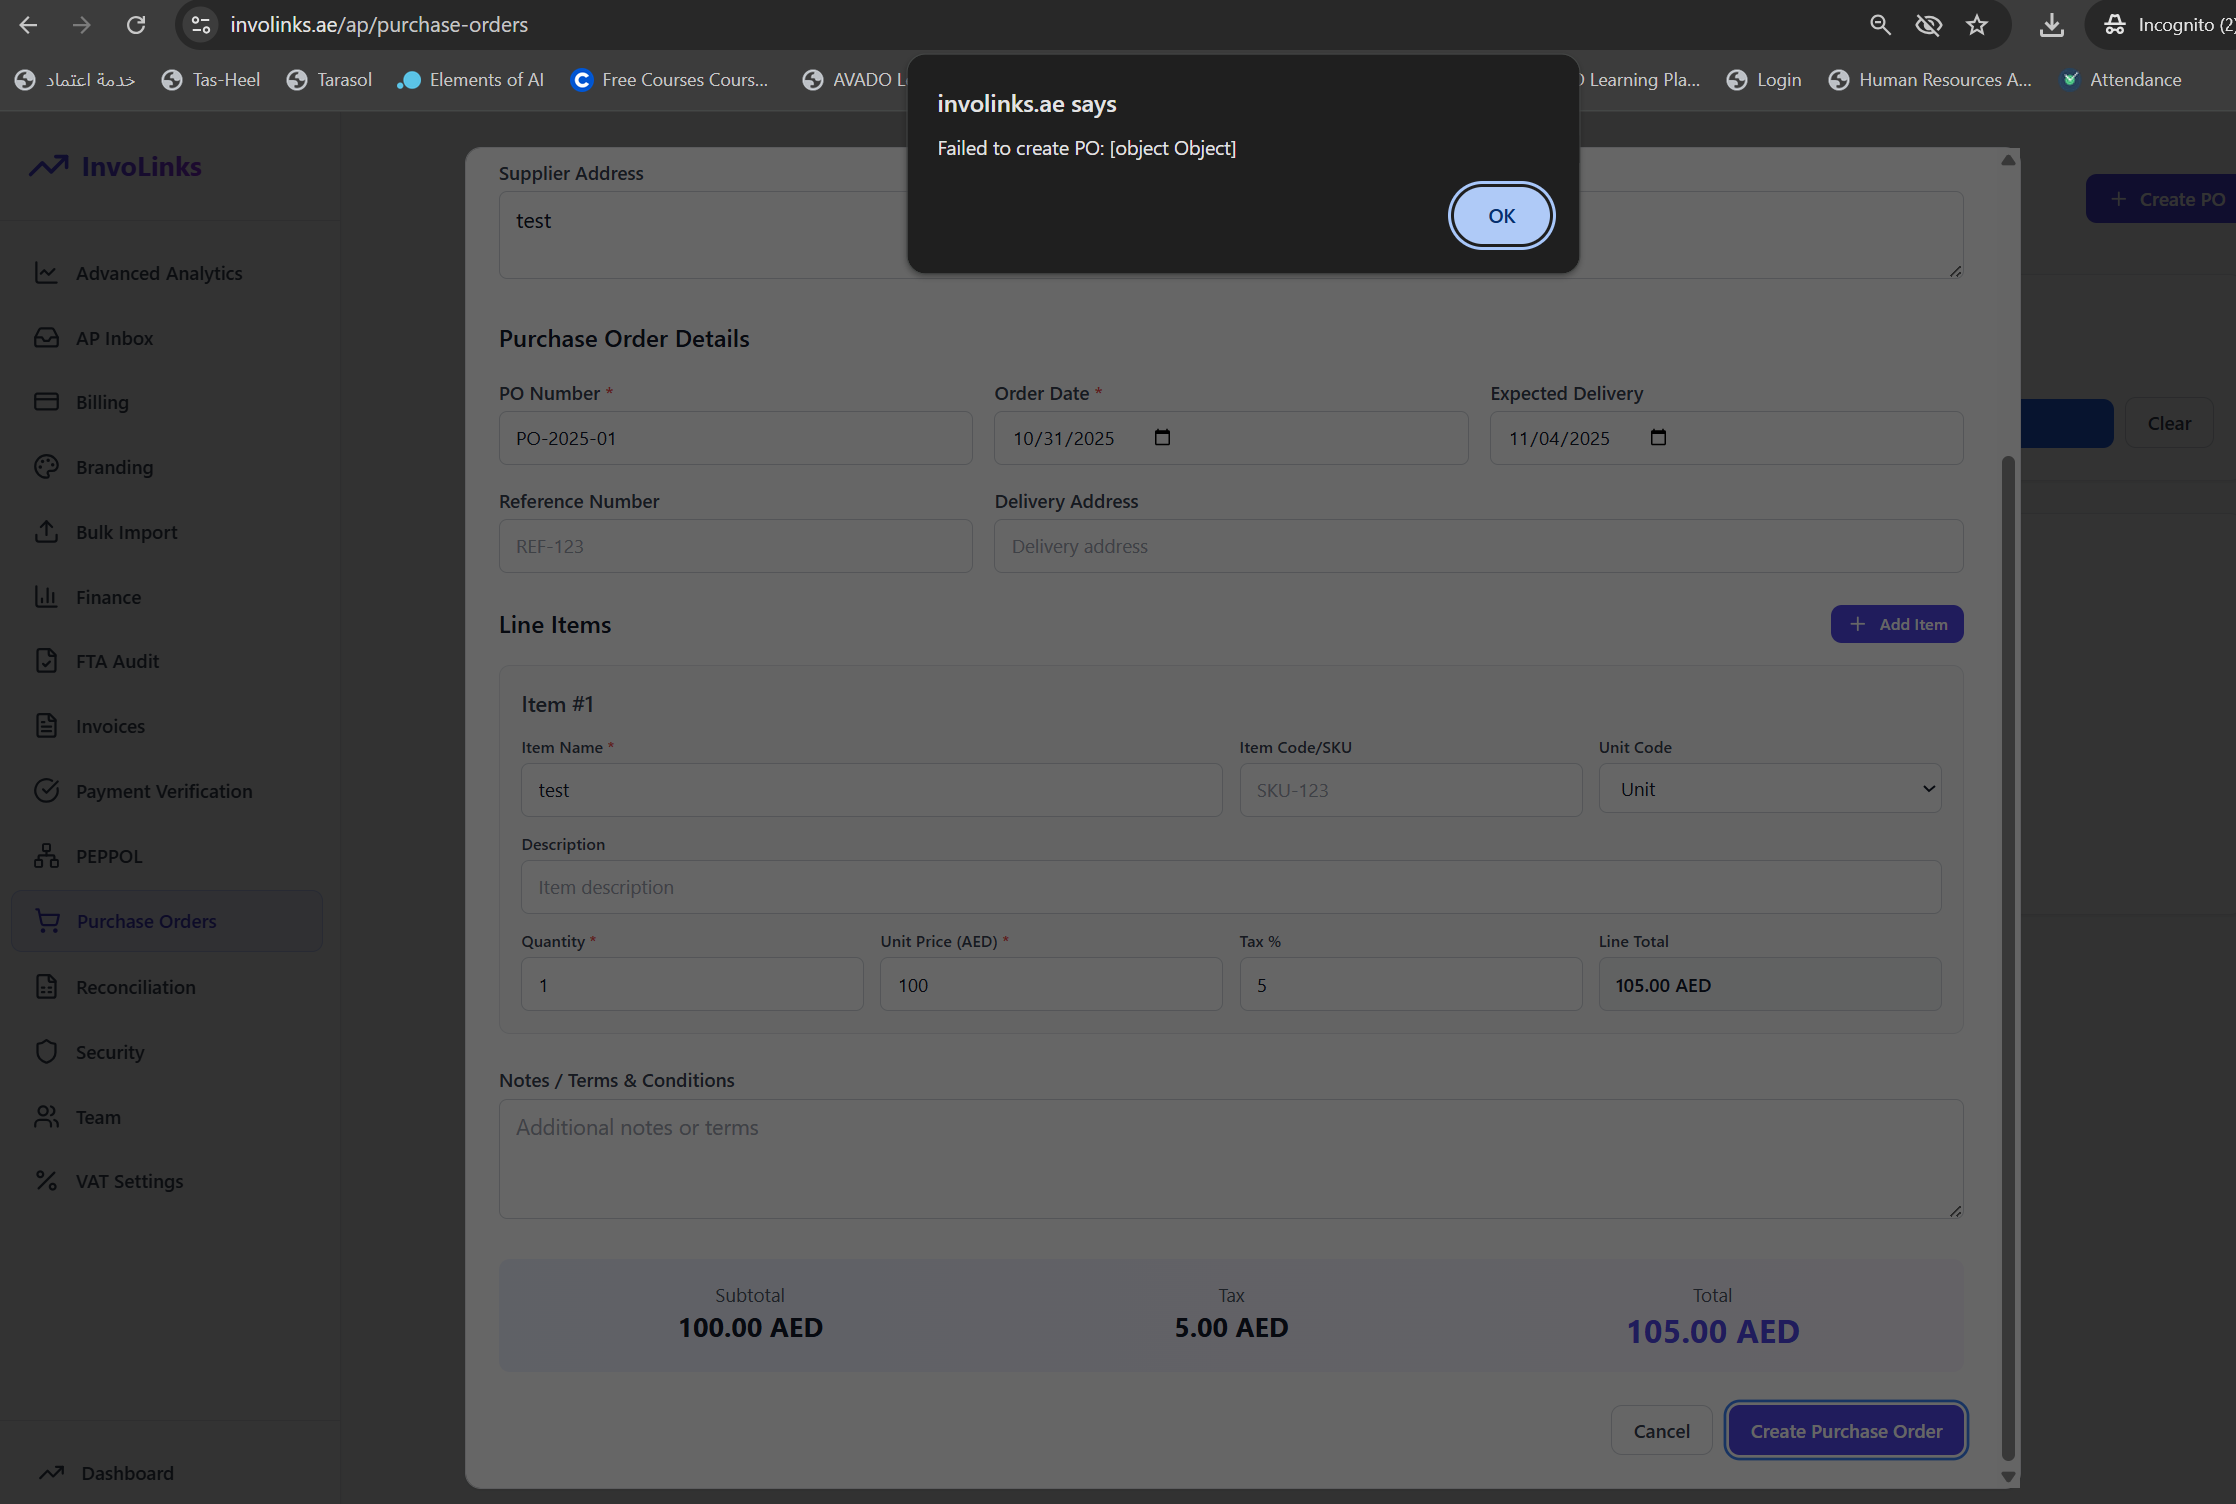 involinks.ae/ap/purchase-orders
Incognito (2
خدمة اعتماد
Tas-Heel
Tarasol
Elements of AI
Free Courses Cours...
AVADO L
Learning Pla...
Login
Human Resources A...
Attendance
involinks.ae says
Failed to create PO: [object Object]
OK
InvoLinks
Advanced Analytics
AP Inbox
Billing
Branding
Bulk Import
Finance
FTA Audit
Invoices
Payment Verification
PEPPOL
Purchase Orders
Reconciliation
Security
Team
VAT Settings
Dashboard
Create PO
Clear
Supplier Address
test
Purchase Order Details
PO Number *
Order Date *
Expected Delivery
PO-2025-01
10/31/2025
11/04/2025
Reference Number
Delivery Address
REF-123
Delivery address
Line Items
Add Item
Item #1
Item Name *
Item Code/SKU
Unit Code
test
SKU-123
Unit
Description
Item description
Quantity *
Unit Price (AED) *
Tax %
Line Total
1
100
5
105.00 AED
Notes / Terms & Conditions
Additional notes or terms
Subtotal
Tax
Total
100.00 AED
5.00 AED
105.00 AED
Cancel
Create Purchase Order